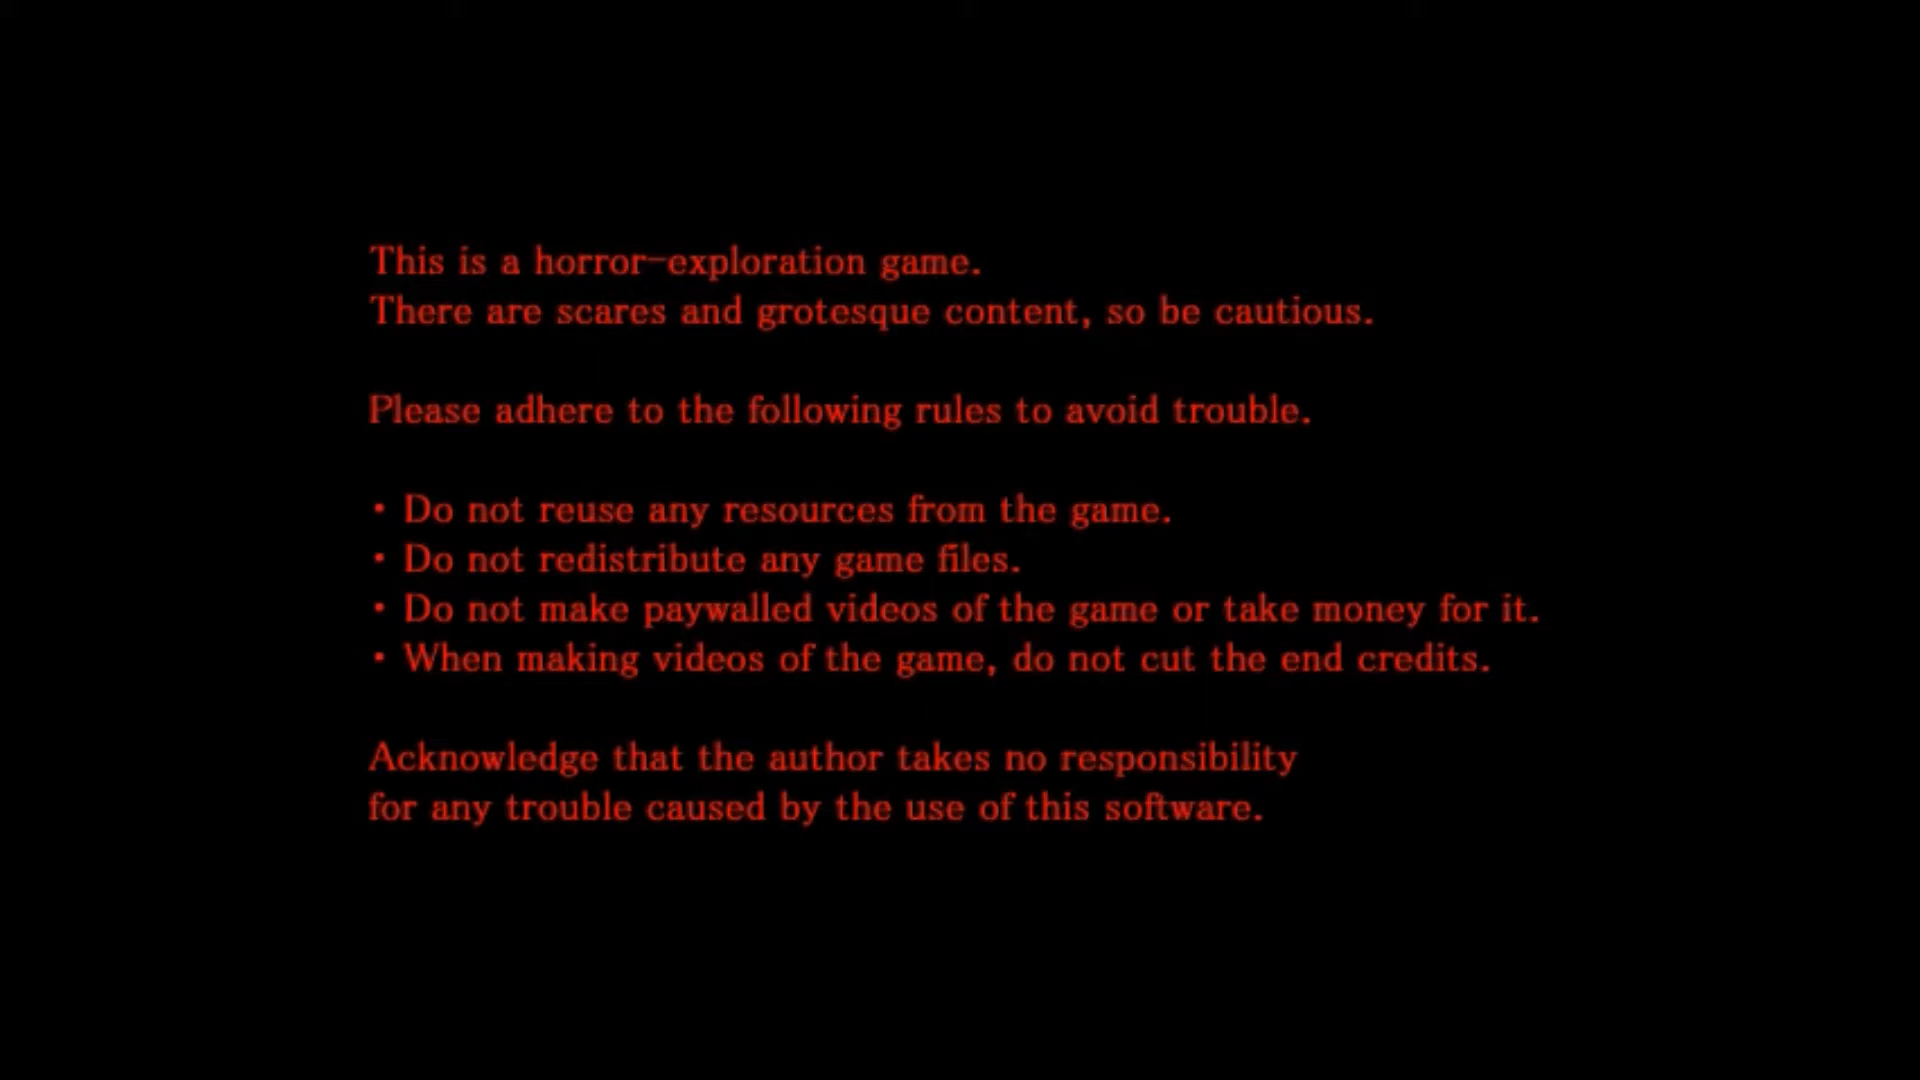 This is a horror-exploration game.
There are scares and grotesque content, so be cautious.
Please adhere to the following rules to avoid trouble.
・Do not reuse any resources from the game.
・Do not redistribute any game files.
・Do not make paywalled videos of the game or take money for it.
・When making videos of the game, do not cut the end credits.
Acknowledge that the author takes no responsibility
for any trouble caused by the use of this software.